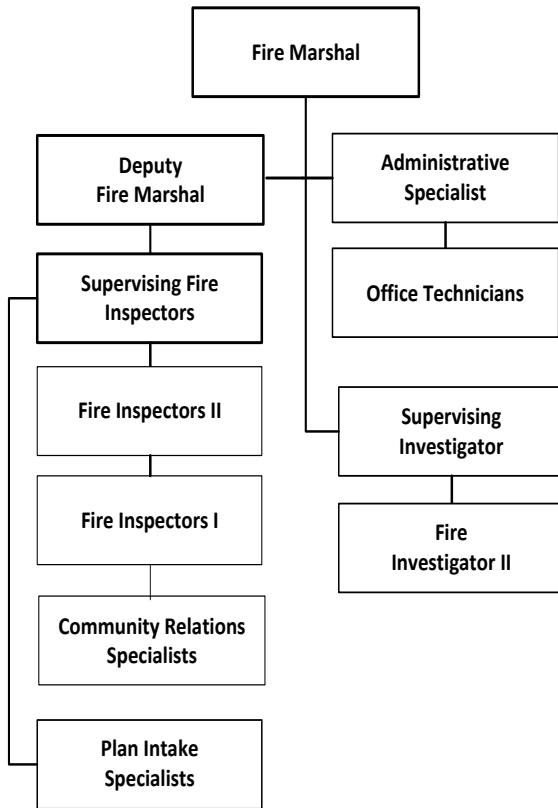 Fire Marshal
Deputy
Fire Marshal
Administrative
Specialist
Supervising Fire
Inspectors
Office Technicians
Fire Inspectors II
Supervising
Investigator
Fire Inspectors I
Fire
Investigator II
Community Relations
Specialists
Plan Intake
Specialists